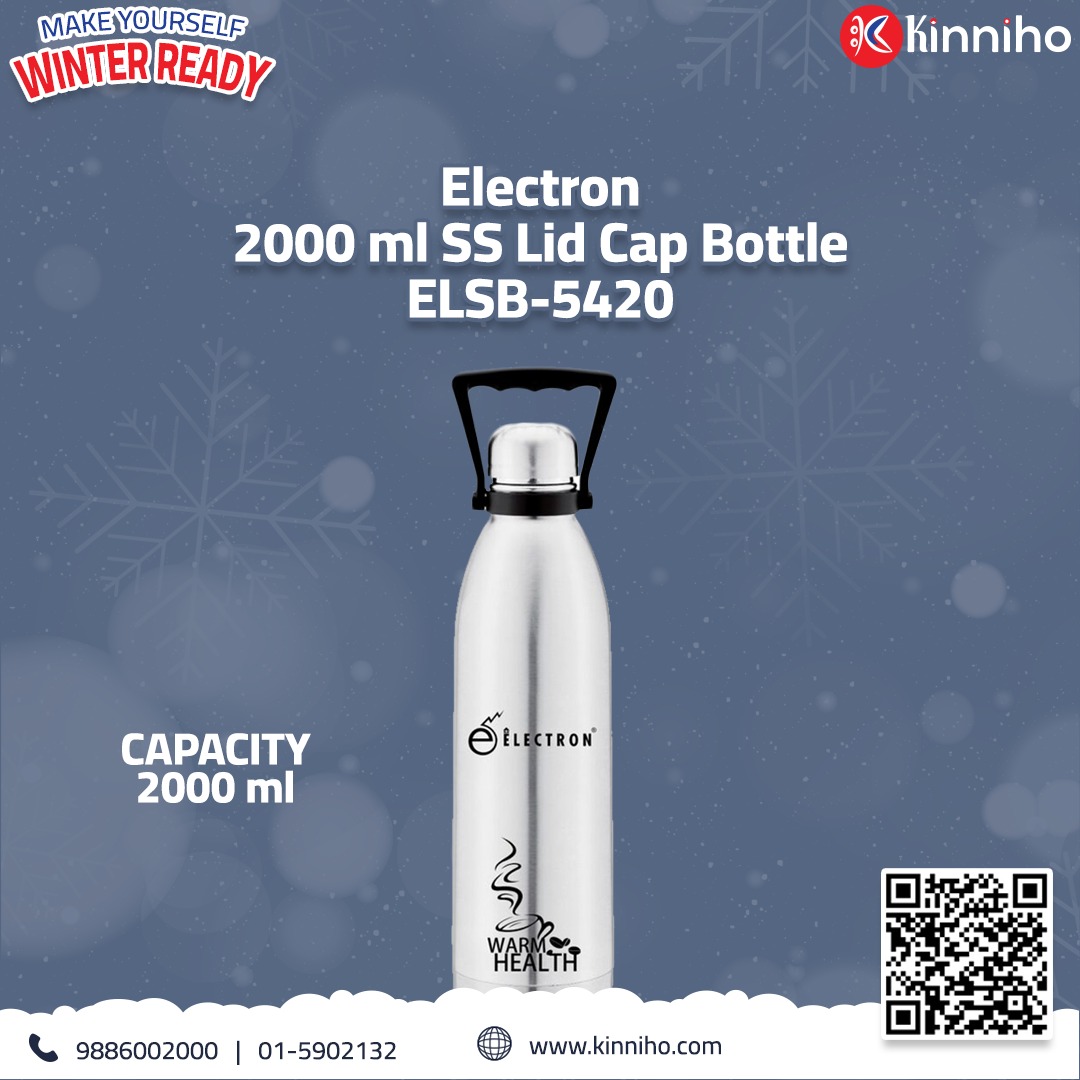 MAKE YOURSELF
WINTER READY
Kinniho
Electron
2000 ml SS Lid Cap Bottle
ELSB-5420
ÊLECTRON®
CAPACITY
2000 ml
WARM
HEALTH
9886002000 | 01-5902132
www.kinniho.com